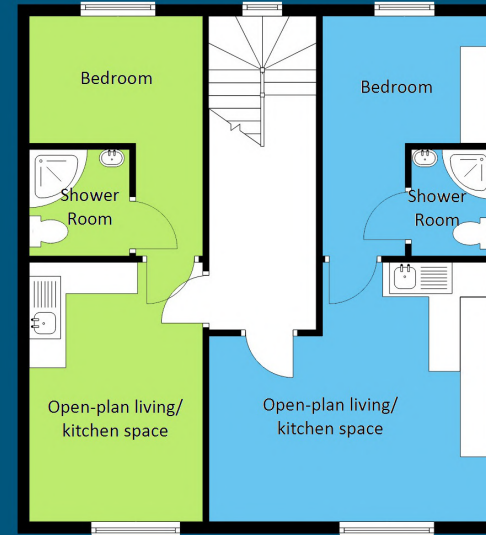 Bedroom
Bedroom
Shower
Room
Shower
Room
Open-plan living/
kitchen space
Open-plan living/
kitchen space